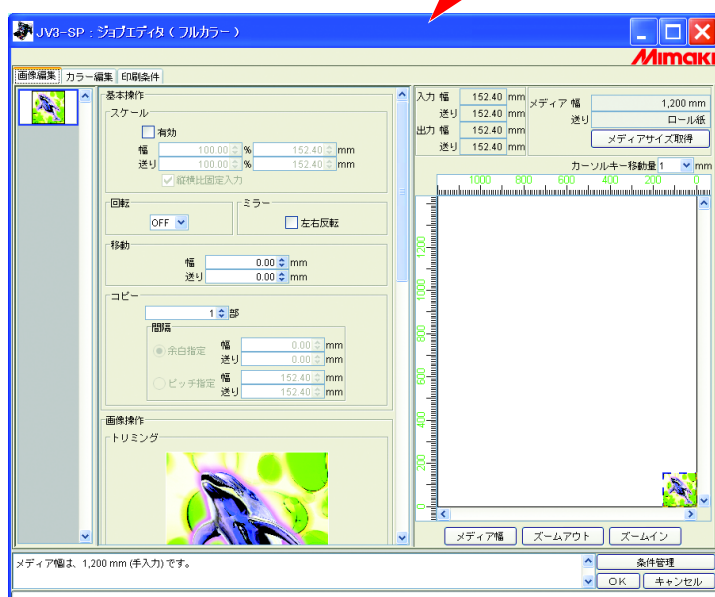 JV3-SP : ジョブエディタ ( フルカラー )
Mimaki
画像編集 カラー編集 印刷条件
基本操作
スケール
有効
幅 100.00 % 152.40 mm
送り 100.00 % 152.40 mm
縦横比固定入力
回転
OFF
ミラー
左右反転
移動
幅 0.00 mm
送り 0.00 mm
コピー
1 部
間隔
余白指定 幅 0.00 mm
送り 0.00 mm
ピッチ指定 幅 152.40 mm
送り 152.40 mm
画像操作
トリミング
入力 幅 152.40 mm
送り 152.40 mm
出力 幅 152.40 mm
送り 152.40 mm
メディア 幅 1,200 mm
送り ロール紙
メディアサイズ取得
カーソルキー移動量 1 mm
1000 800 600 400 200 0
1200
1000
800
600
400
200
0
メディア幅 ズームアウト ズームイン
メディア幅は、1,200 mm (手入力) です。
条件管理
OK キャンセル